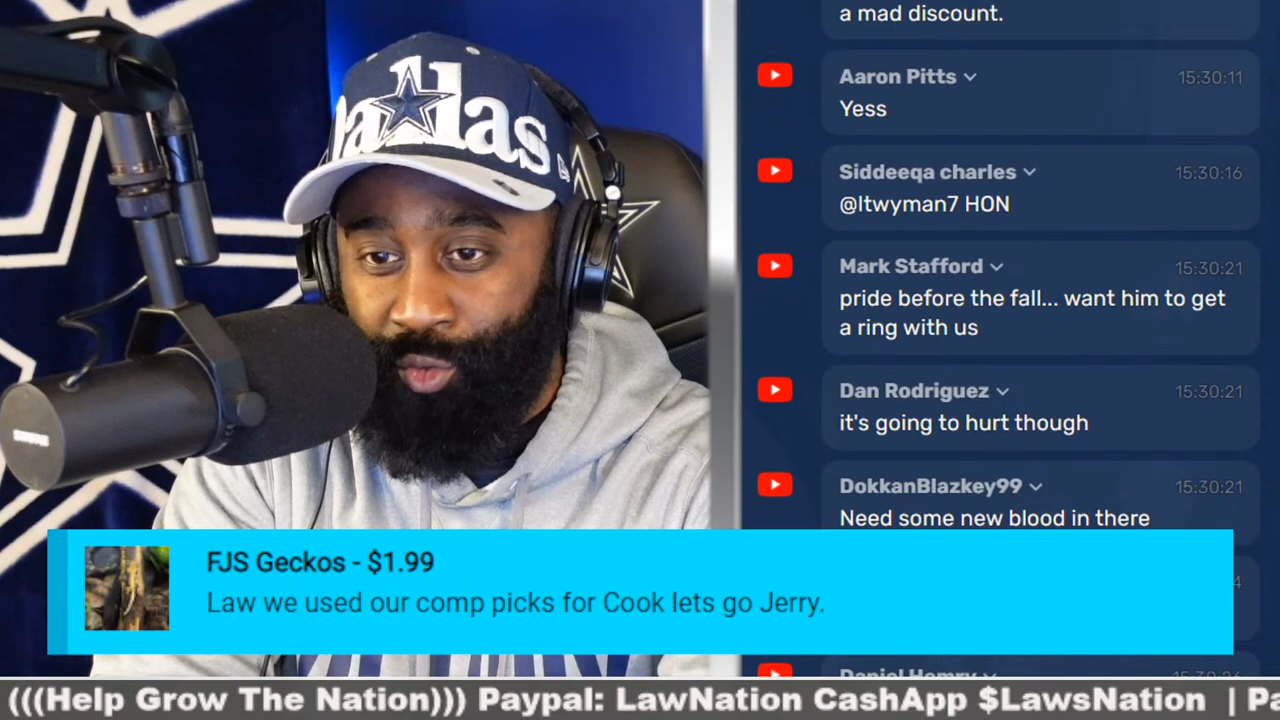 Dallas
SHURE
a mad discount.
Aaron Pitts
15:30:11
Yess
Siddeeqa charles
15:30:16
@ltwyman7 HON
Mark Stafford
15:30:21
pride before the fall... want him to get
a ring with us
Dan Rodriguez
15:30:21
it's going to hurt though
DokkanBlazkey99
15:30:21
Need some new blood in there
FJS Geckos - $1.99
Law we used our comp picks for Cook lets go Jerry.
(((Help Grow The Nation))) Paypal: LawNation CashApp $LawsNation | Pa